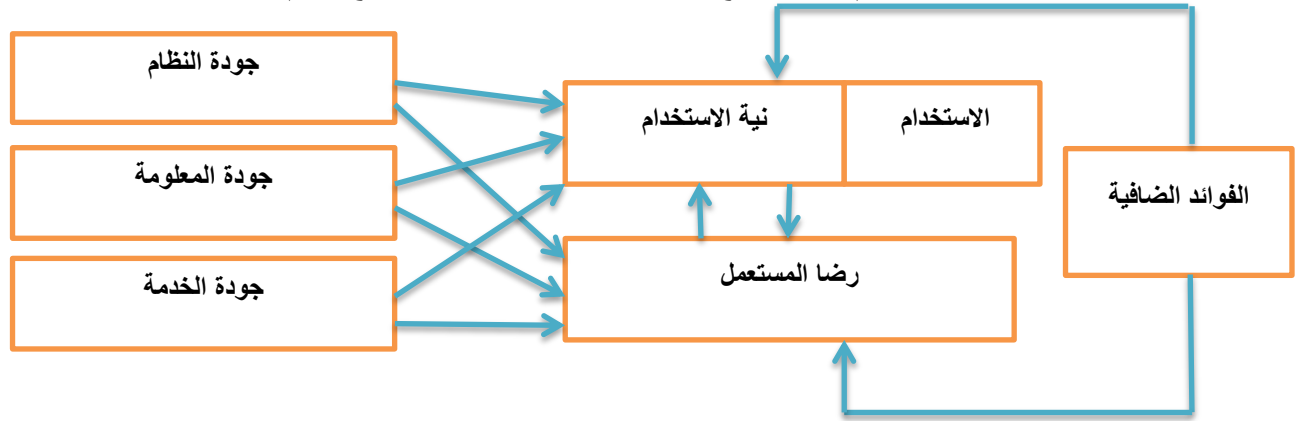 جودة النظام
جودة المعلومة
جودة الخدمة
نية الاستخدام
الاستخدام
رضا المستعمل
الفوائد الضافية